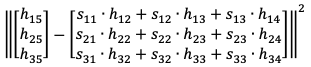 ‖[h₁₅] − [s₁₁ · h₁₂ + s₁₂ · h₁₃ + s₁₃ · h₁₄]‖²
‖[h₂₅] − [s₂₁ · h₂₂ + s₂₂ · h₂₃ + s₂₃ · h₂₄]‖
‖[h₃₅] − [s₃₁ · h₃₂ + s₃₂ · h₃₃ + s₃₃ · h₃₄]‖